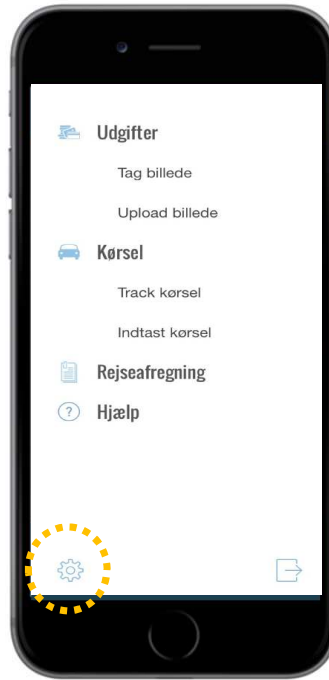 Udgifter
Tag billede
Upload billede
Kørsel
Track kørsel
Indtast kørsel
Rejseafregning
? Hjælp